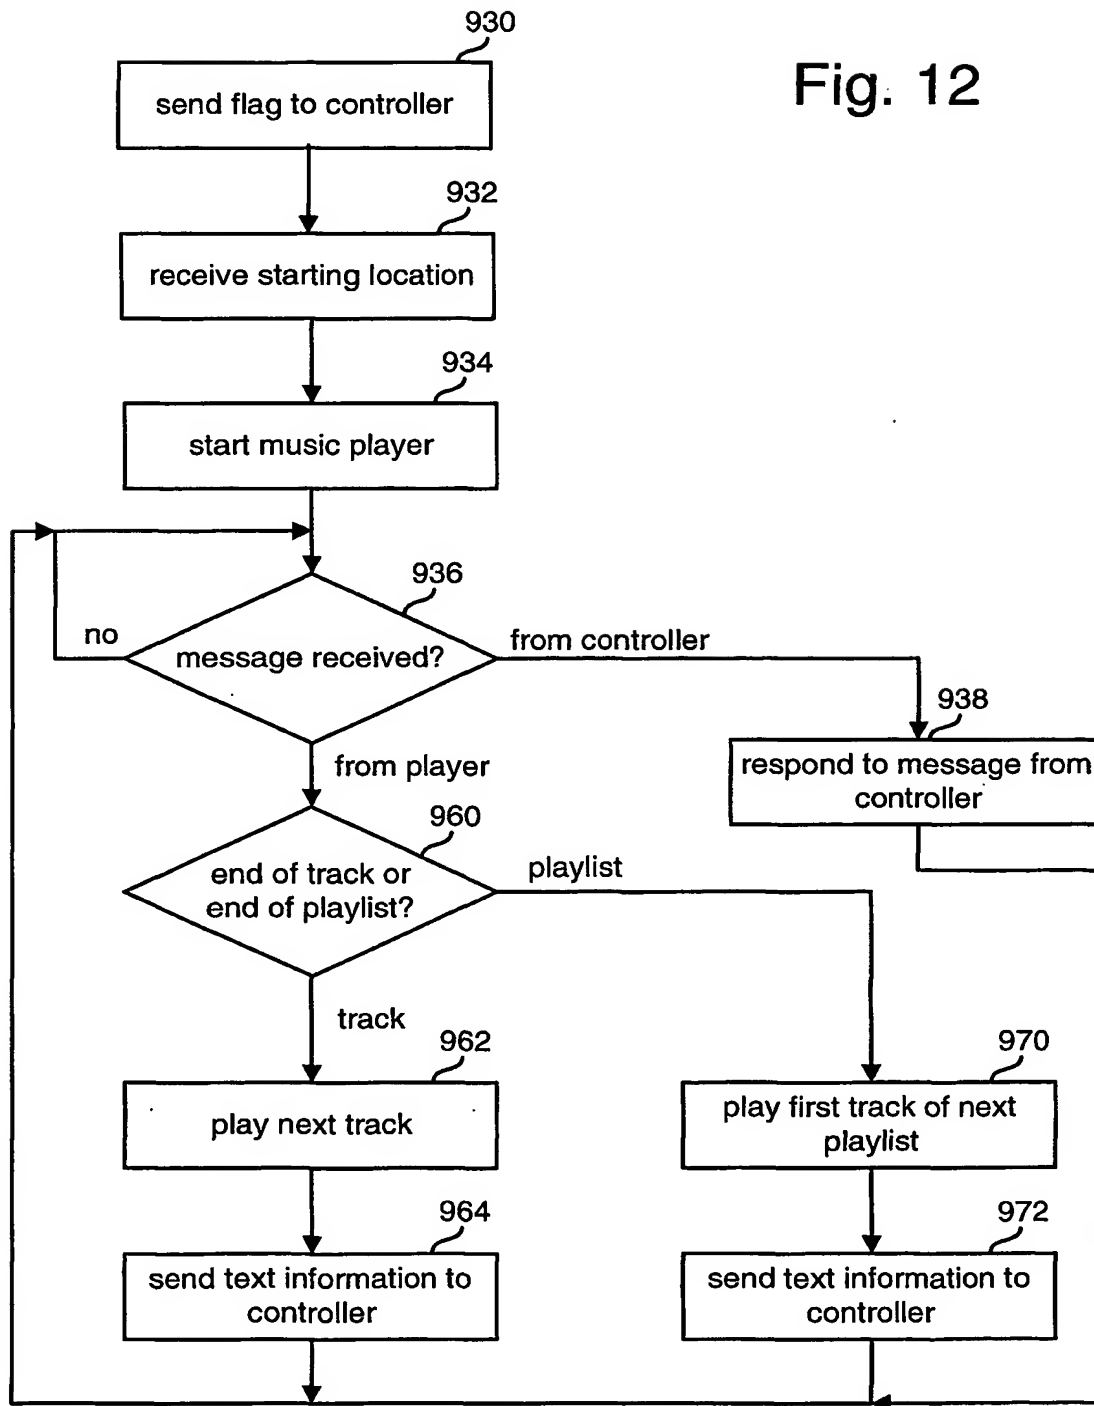 930
Fig. 12
send flag to controller
932
receive starting location
934
start music player
936
no
message received?
from controller
938
respond to message from
controller
from player
960
end of track or
end of playlist?
playlist
track
962
play next track
970
play first track of next
playlist
964
send text information to
controller
972
send text information to
controller